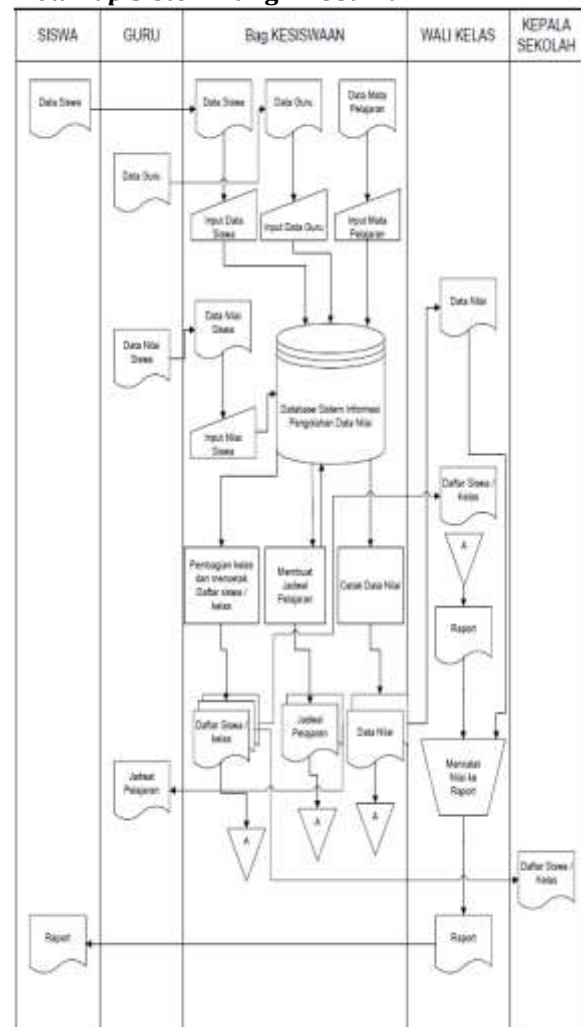 SISWA
GURU
Bag.KESISWAAN
WALI KELAS
KEPALA
SEKOLAH
Data Siswa
Data Siswa
Data Guru
Data Mata
Pelajaran
Data Guru
Input Data
Siswa
Input Data Guru
Input Mata
Pelajaran
Data Nilai
Siswa
Data Nilai
Data Nilai
Siswa
Database Sistem Informasi
Pengolahan Data Nilai
Input Nilai
Siswa
Daftar Siswa /
Kelas
A
Pembagian kelas
dan mencetak
Daftar siswa /
kelas
Membuat
Jadwal
Pelajaran
Cetak Data Nilai
Raport
Daftar Siswa /
kelas
Jadwal
Pelajaran
Data Nilai
Mencatat
Nilai ke
Raport
Jadwal
Pelajaran
A
A
A
Daftar Siswa /
Kelas
Raport
Raport